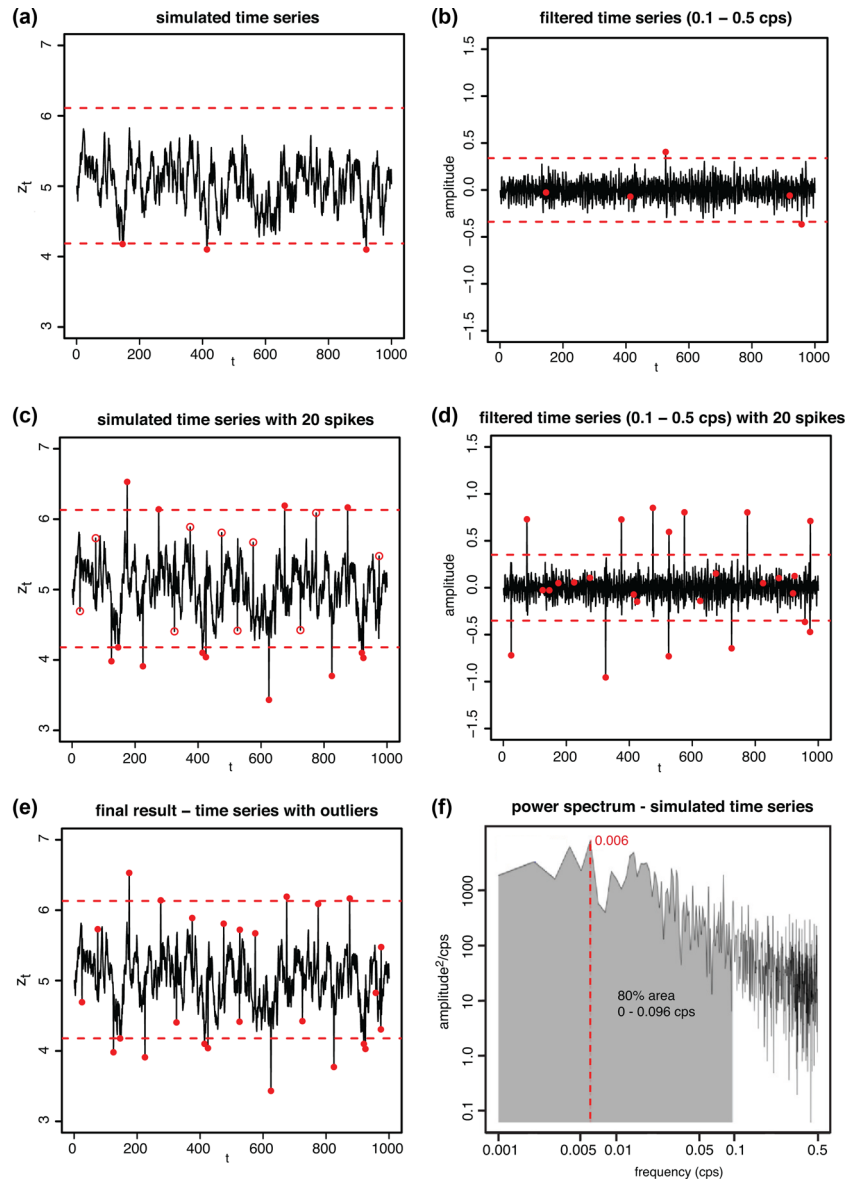 (a)
simulated time series
7
6
5
4
3
zt
0 200 400 600 800 1000
t
(b)
filtered time series (0.1 – 0.5 cps)
1.5
1.0
0.5
0.0
−0.5
−1.0
−1.5
amplitude
0 200 400 600 800 1000
t
(c)
simulated time series with 20 spikes
7
6
5
4
3
zt
0 200 400 600 800 1000
t
(d)
filtered time series (0.1 – 0.5 cps) with 20 spikes
1.5
1.0
0.5
0.0
−0.5
−1.0
−1.5
amplitude
0 200 400 600 800 1000
t
(e)
final result – time series with outliers
7
6
5
4
3
zt
0 200 400 600 800 1000
t
(f)
power spectrum - simulated time series
0.006
1000
100
10
1.0
0.1
amplitude²/cps
80% area
0 - 0.096 cps
0.001 0.005 0.01 0.05 0.1 0.5
frequency (cps)